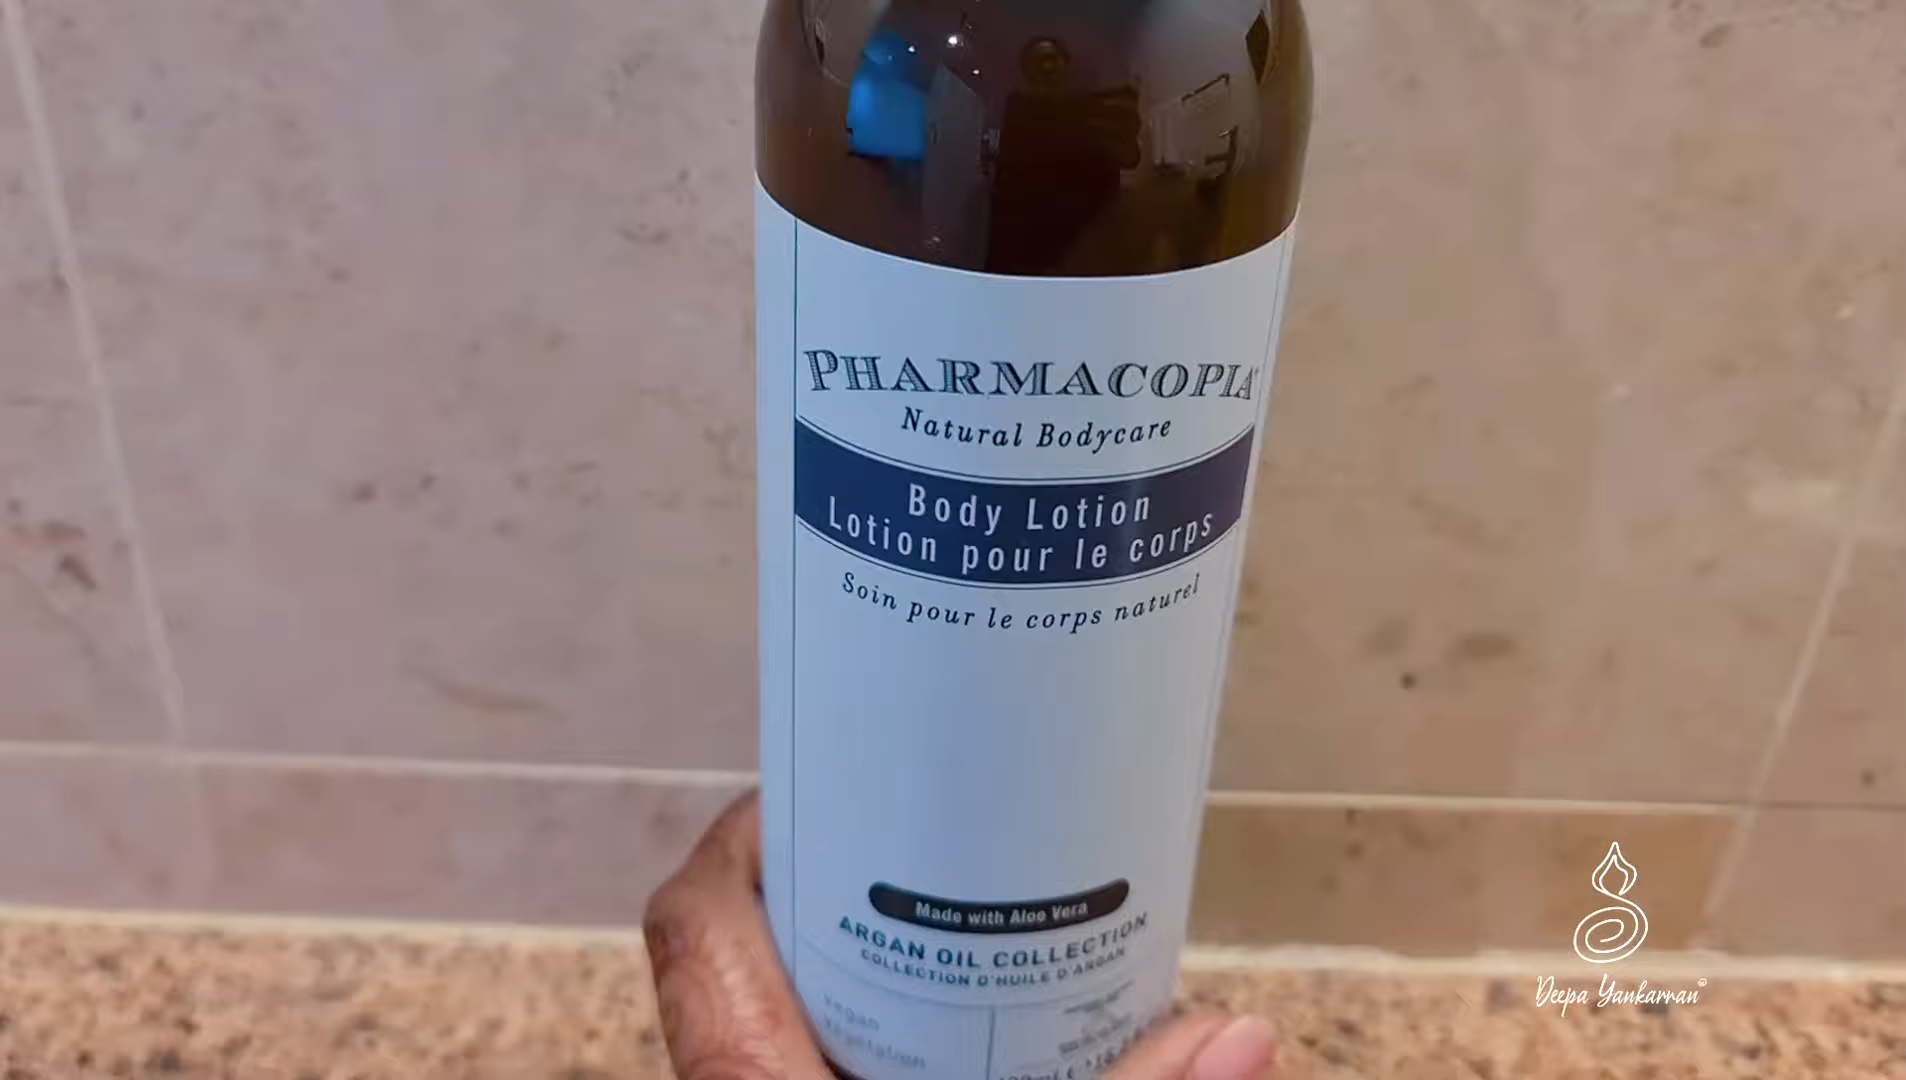 PHARMACOPIA
Natural Bodycare
Body Lotion
Lotion pour le corps
Soin pour le corps naturel
Made with Aloe Vera
ARGAN OIL COLLECTION
COLLECTION D'HUILE D'ARGAN
Vegan
Deepa Yankarran©